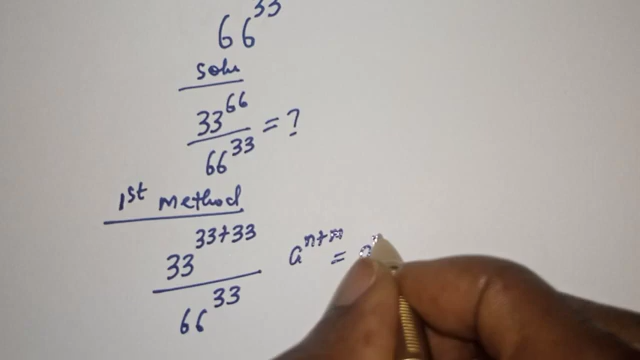 66^33
Soln
33^66 / 66^33 = ?
1st Method
33^(33+33) / 66^33 a^(n+n) =